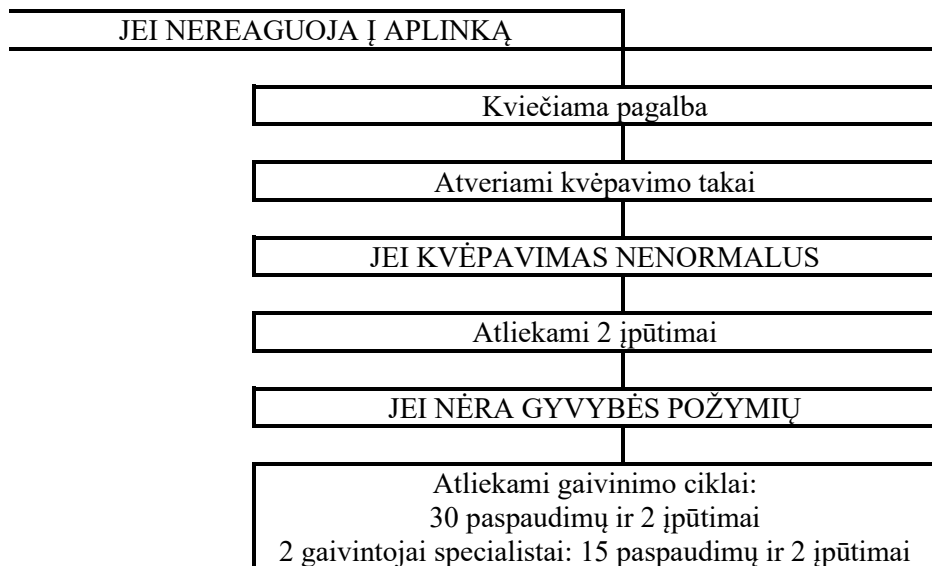 JEI NEREAGUOJA Į APLINKĄ
Kviečiama pagalba
Atveriami kvėpavimo takai
JEI KVĖPAVIMAS NENORMALUS
Atliekami 2 įpūtimai
JEI NĖRA GYVYBĖS POŽYMIŲ
Atliekami gaivinimo ciklai:
30 paspaudimų ir 2 įpūtimai
2 gaivintojai specialistai: 15 paspaudimų ir 2 įpūtimai